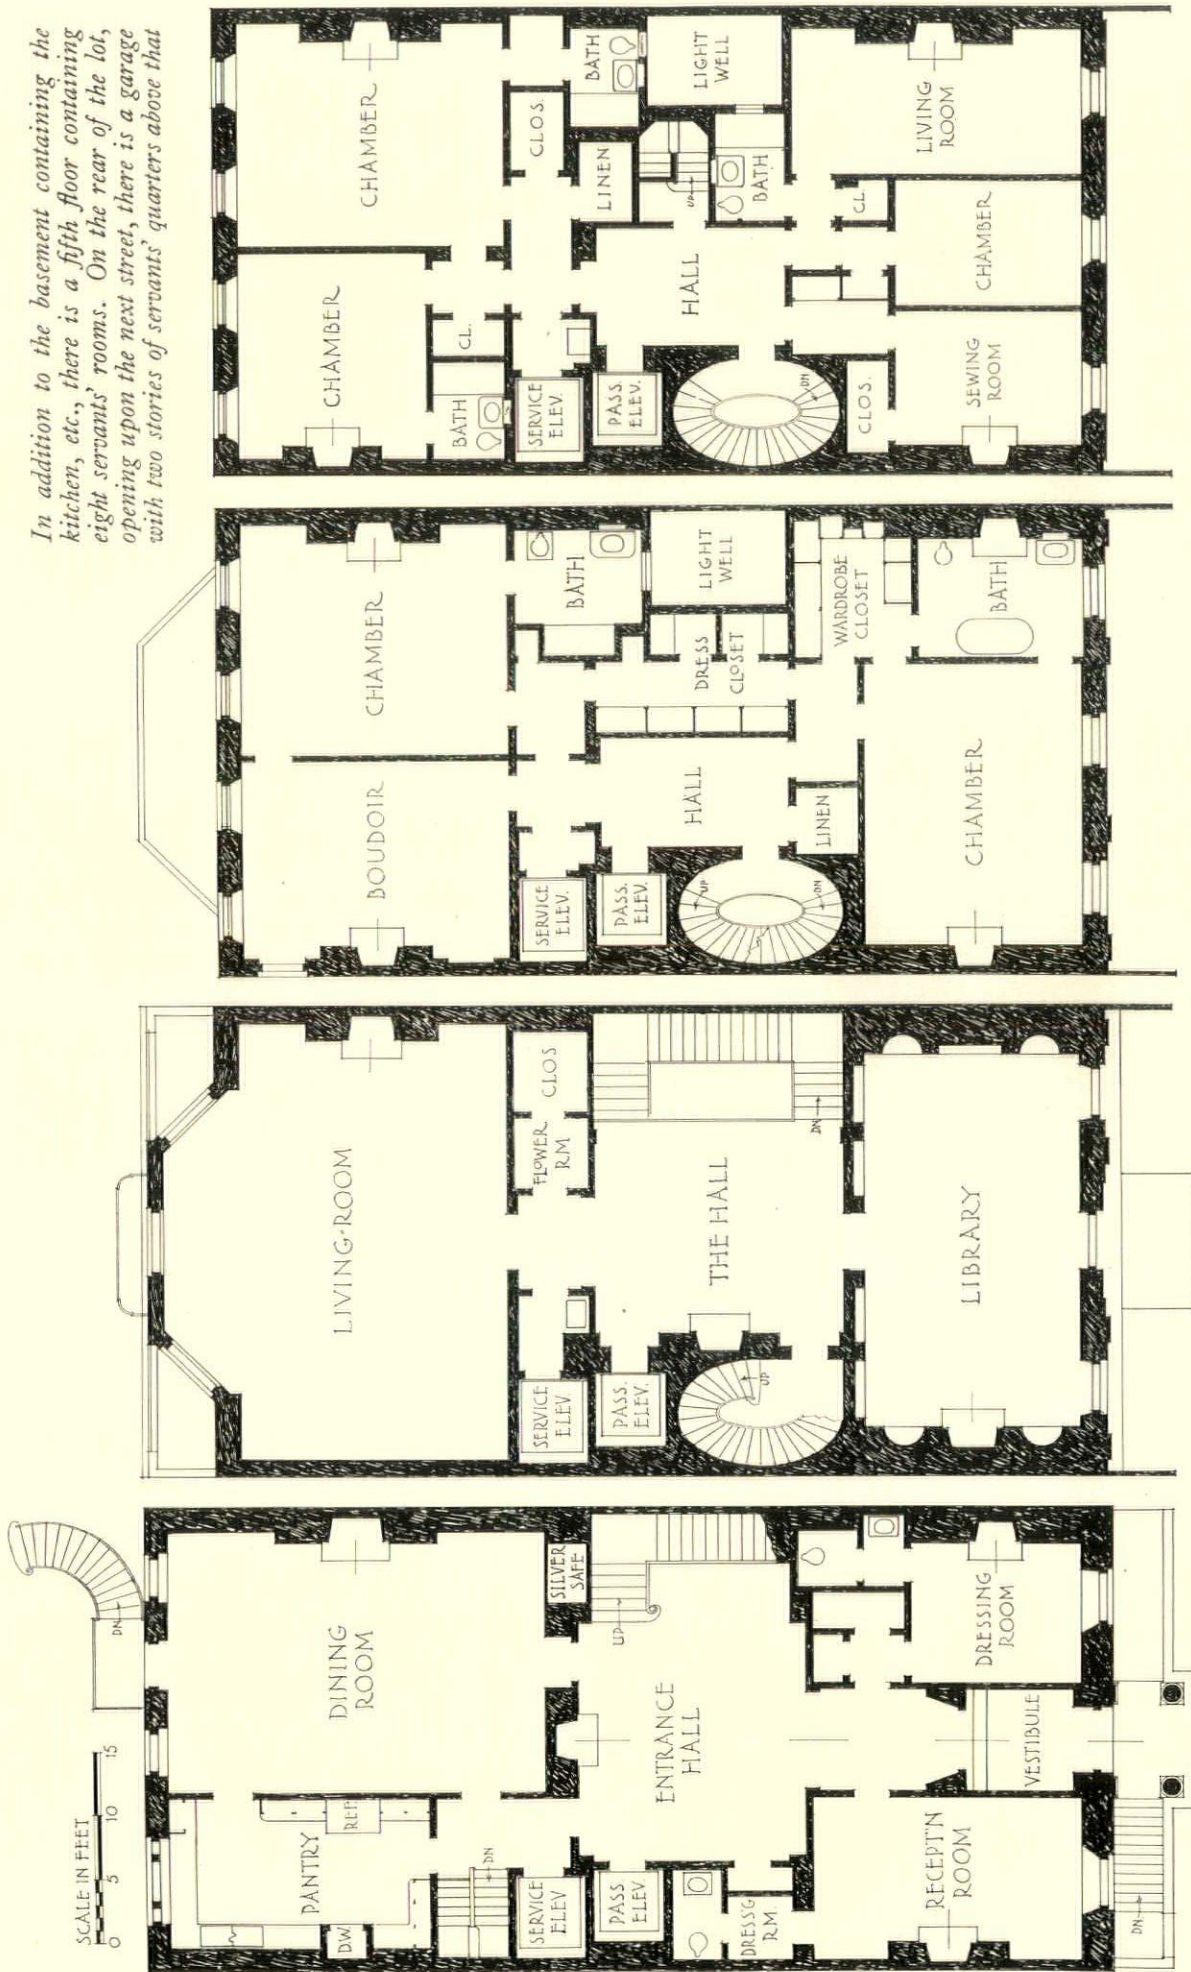 In addition to the basement containing the
kitchen, etc., there is a fifth floor containing
eight servants' rooms. On the rear of the lot,
opening upon the next street, there is a garage
with two stories of servants' quarters above that
SCALE IN FEET
0 5 10 15
DN
PANTRY
REF.
D.W.
DN
DINING
ROOM
SILVER
SAFE
SERVICE
ELEV
PASS
ELEV.
UP
ENTRANCE
HALL
DRESS'G
RM.
RECEPT'N
ROOM
VESTIBULE
DRESSING
ROOM
DN.
LIVING-ROOM
SERVICE
ELEV.
FLOWER
RM
CLOS
PASS.
ELEV.
UP
THE HALL
DN
LIBRARY
BOUDOIR
CHAMBER
SERVICE
ELEV.
BATH
PASS.
ELEV.
UP
DN
HALL
DRESS
CLOSET
LIGHT
WELL
LINEN
WARDROBE
CLOSET
CHAMBER
BATH
CHAMBER
CHAMBER
BATH
CL.
CLOS.
SERVICE
ELEV.
LINEN
BATH
PASS.
ELEV.
DN
HALL
UP
BATH
LIGHT
WELL
CLOS.
CL.
SEWING
ROOM
CHAMBER
LIVING
ROOM